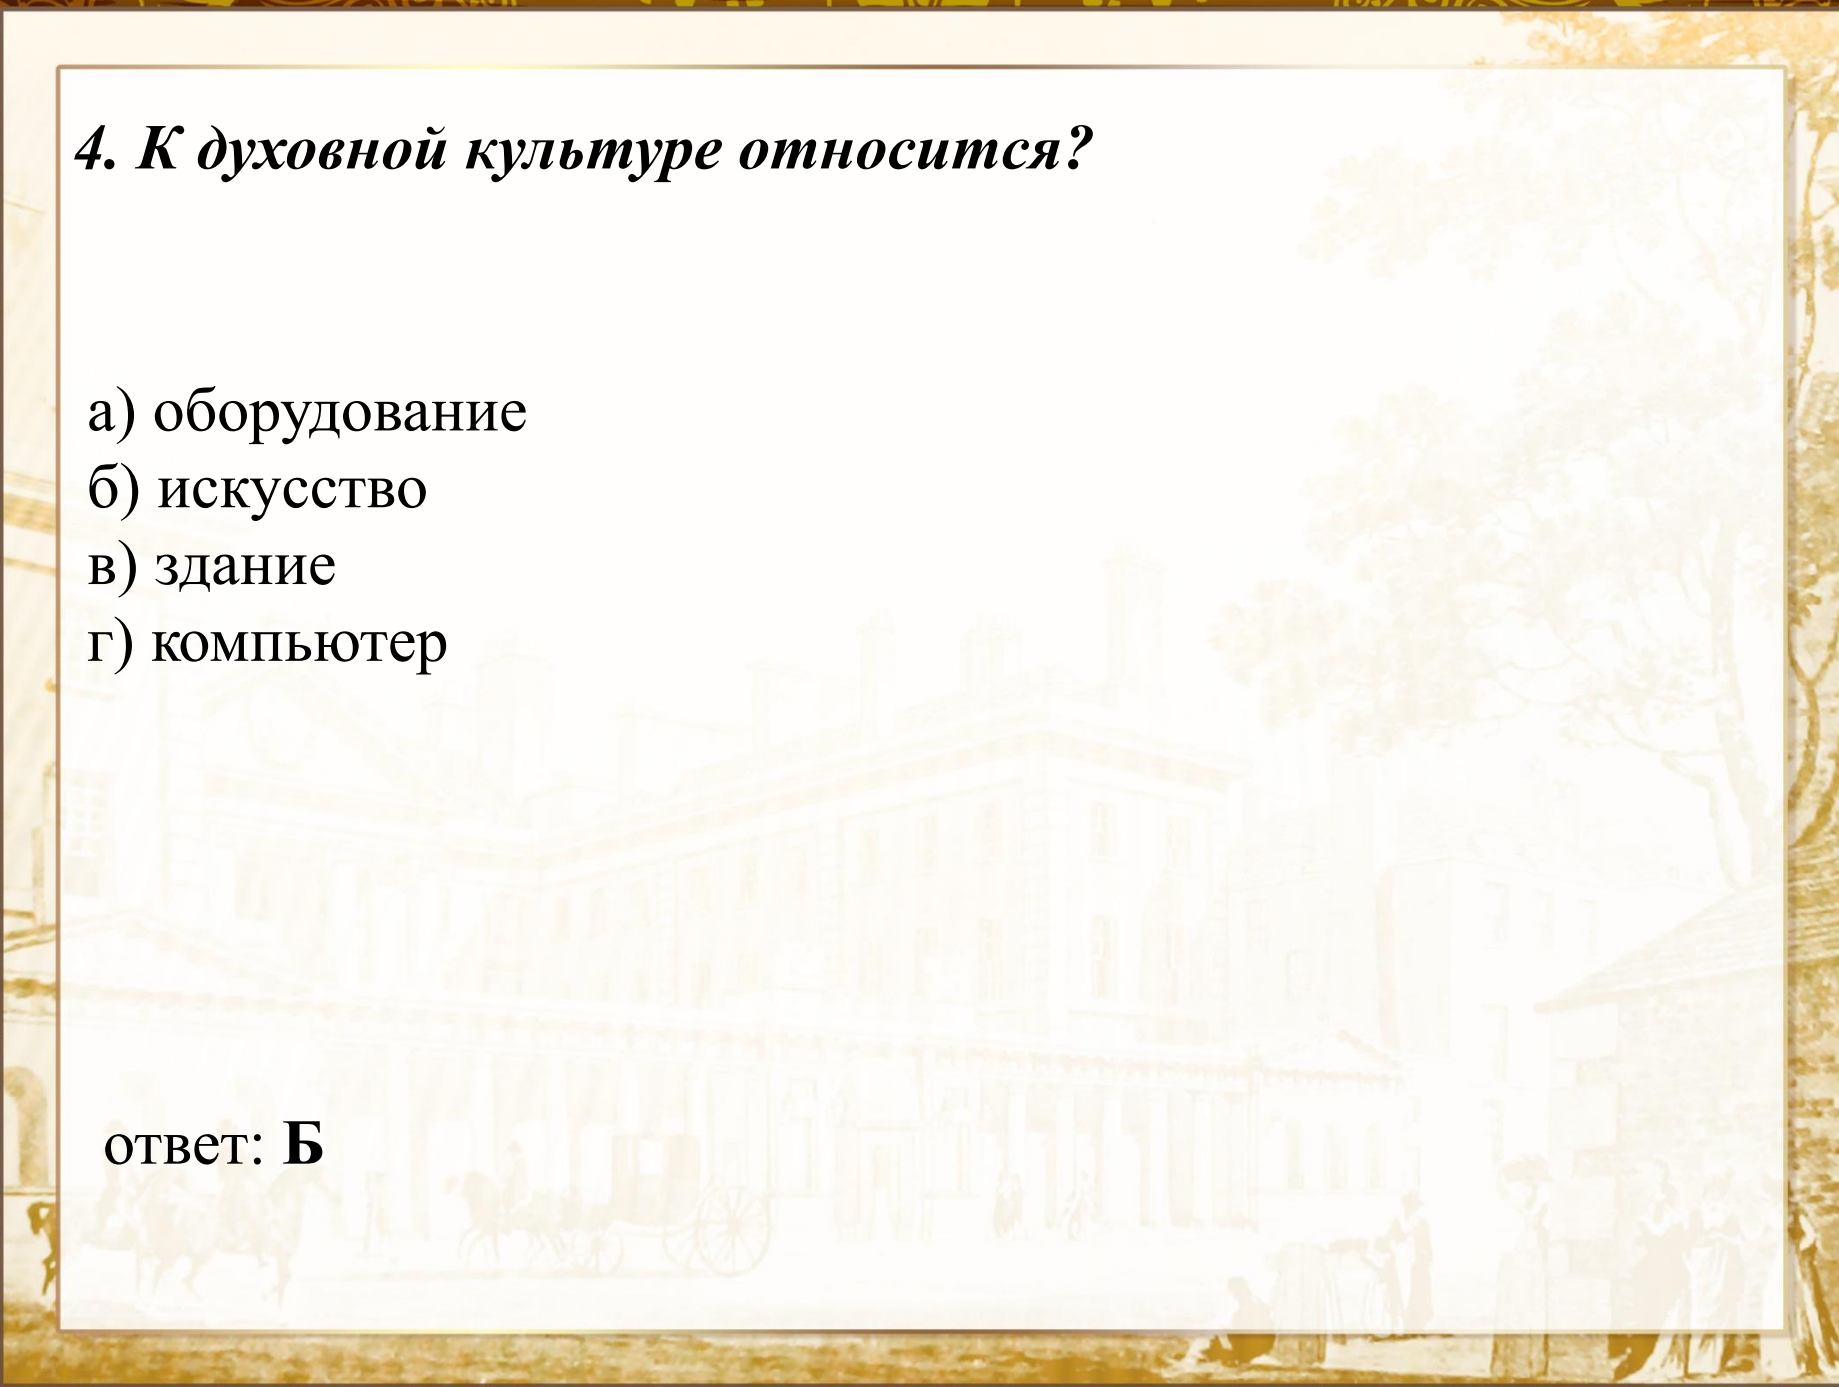 4. К духовной культуре относится?
а) оборудование
б) искусство
в) здание
г) компьютер
ответ: Б